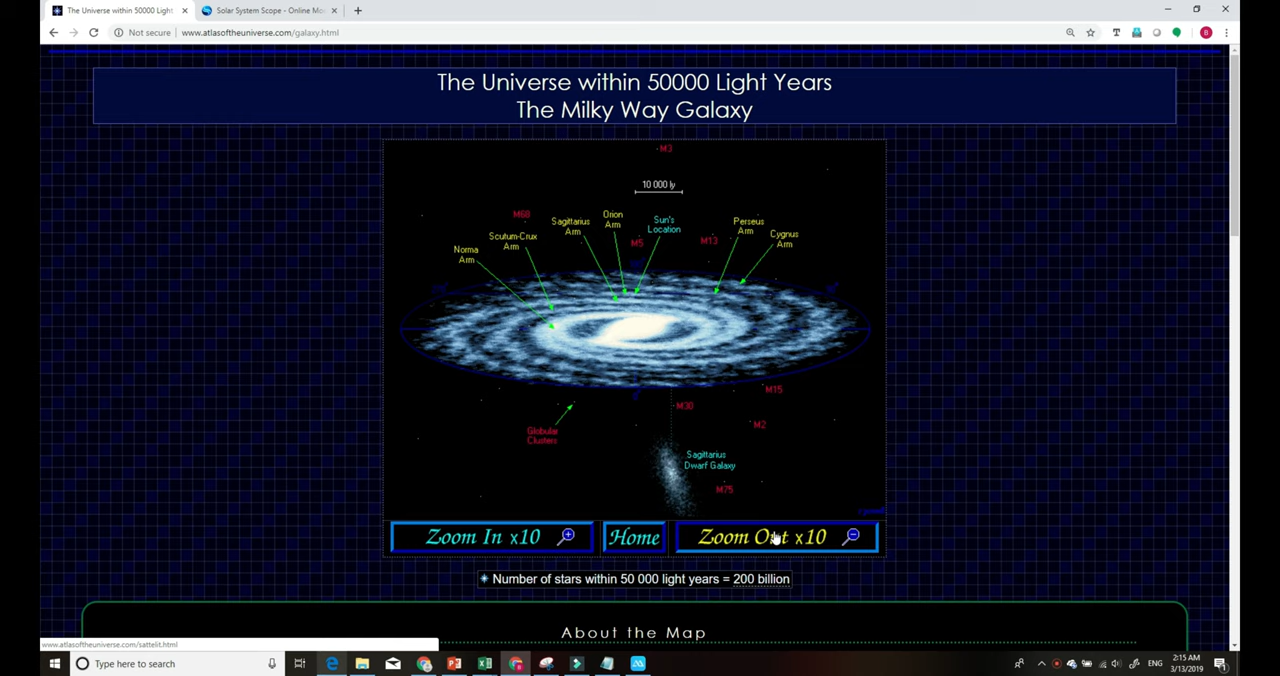 The Universe within 50000 Light
Solar System Scope - Online Mo
Not secure
www.atlasoftheuniverse.com/galaxy.html
B
The Universe within 50000 Light Years
The Milky Way Galaxy
M3
10 000 ly
M68
Sagittarius
Arm
Orion
Arm
Sun's
Location
Perseus
Arm
Scutum-Crux
Arm
M5
M13
Cygnus
Arm
Norma
Arm
M15
M30
M2
Globular
Clusters
Sagittarius
Dwarf Galaxy
M75
Zoom In x10
Home
Zoom Out x10
Number of stars within 50 000 light years = 200 billion
About the Map
www.atlasoftheuniverse.com/sattelit.html
Type here to search
ENG
2:15 AM
3/13/2019